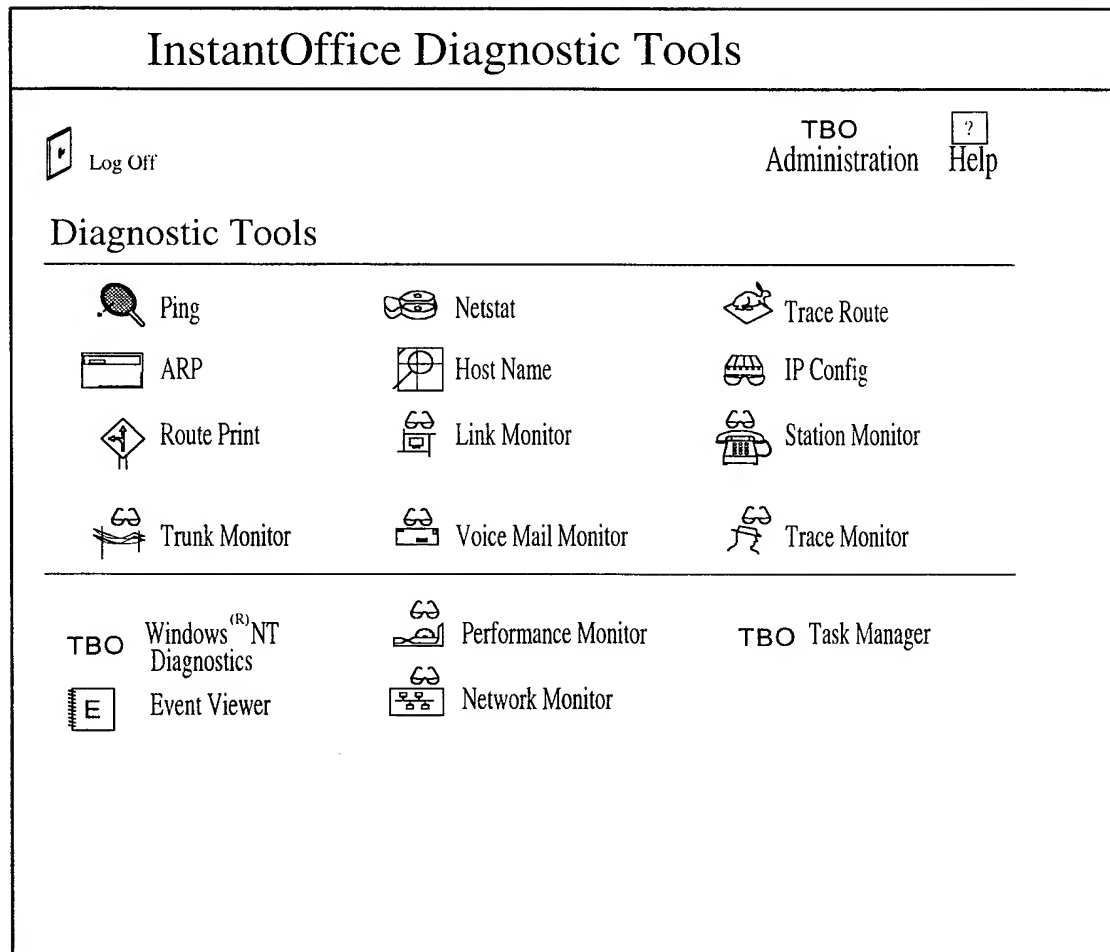 InstantOffice Diagnostic Tools
Log Off
TBO
Administration
?
Help
Diagnostic Tools
Ping
Netstat
Trace Route
ARP
Host Name
IP Config
Route Print
Link Monitor
Station Monitor
Trunk Monitor
Voice Mail Monitor
Trace Monitor
TBO
Windows(R)NT
Diagnostics
Performance Monitor
TBO
Task Manager
E
Event Viewer
Network Monitor